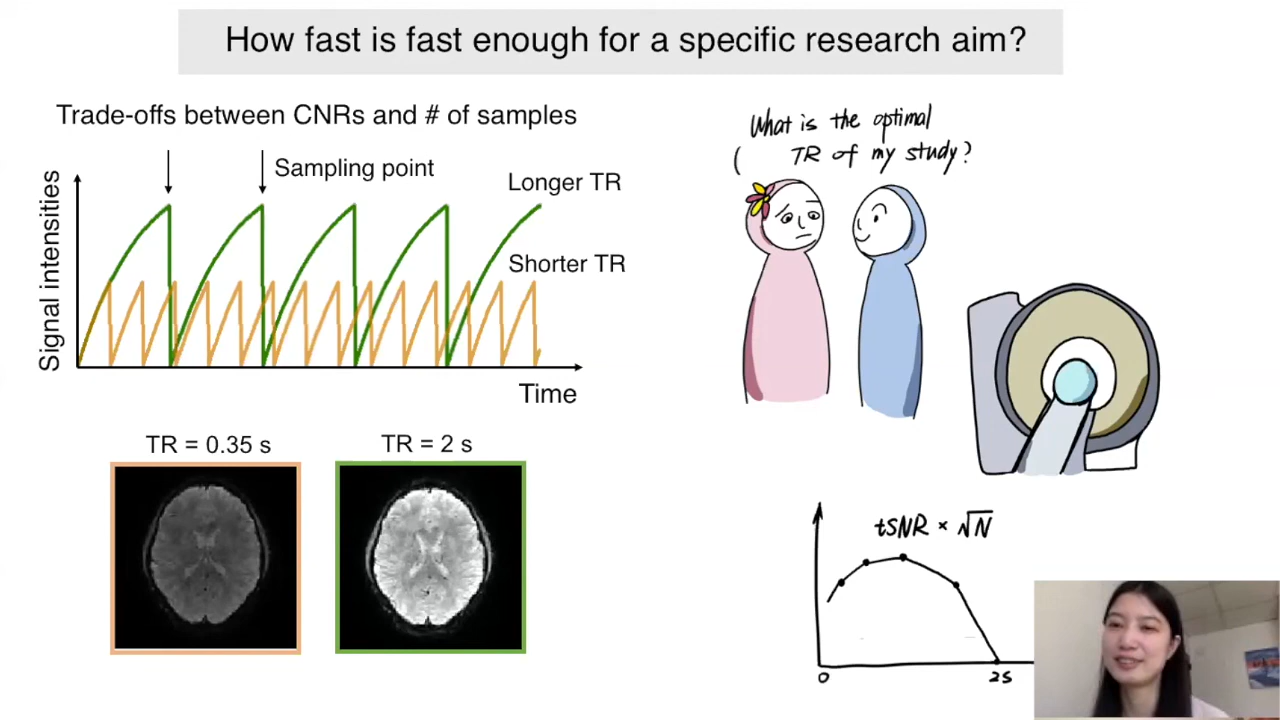 How fast is fast enough for a specific research aim?
Trade-offs between CNRs and # of samples
Sampling point
Longer TR
Shorter TR
Signal intensities
Time
TR = 0.35 s
TR = 2 s
What is the optimal
TR of my study?
tSNR × √N
0
2s